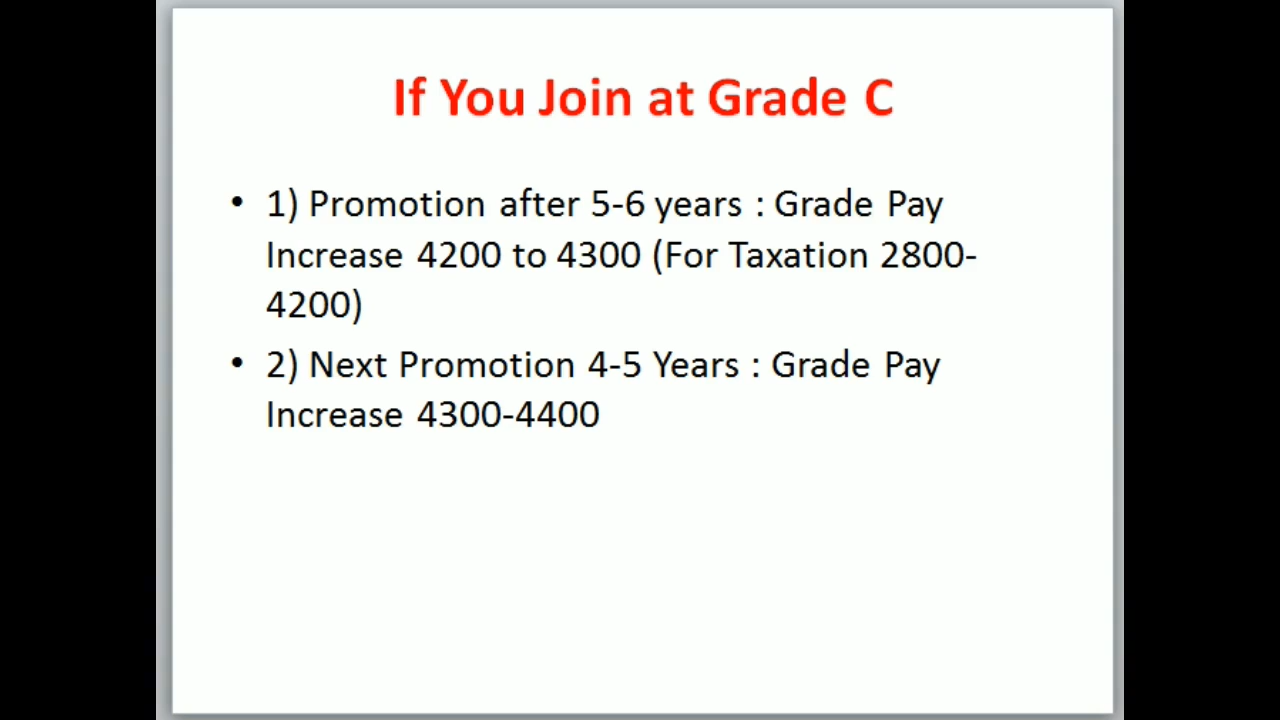 If You Join at Grade C
• 1) Promotion after 5-6 years : Grade Pay
Increase 4200 to 4300 (For Taxation 2800-
4200)
• 2) Next Promotion 4-5 Years : Grade Pay
Increase 4300-4400